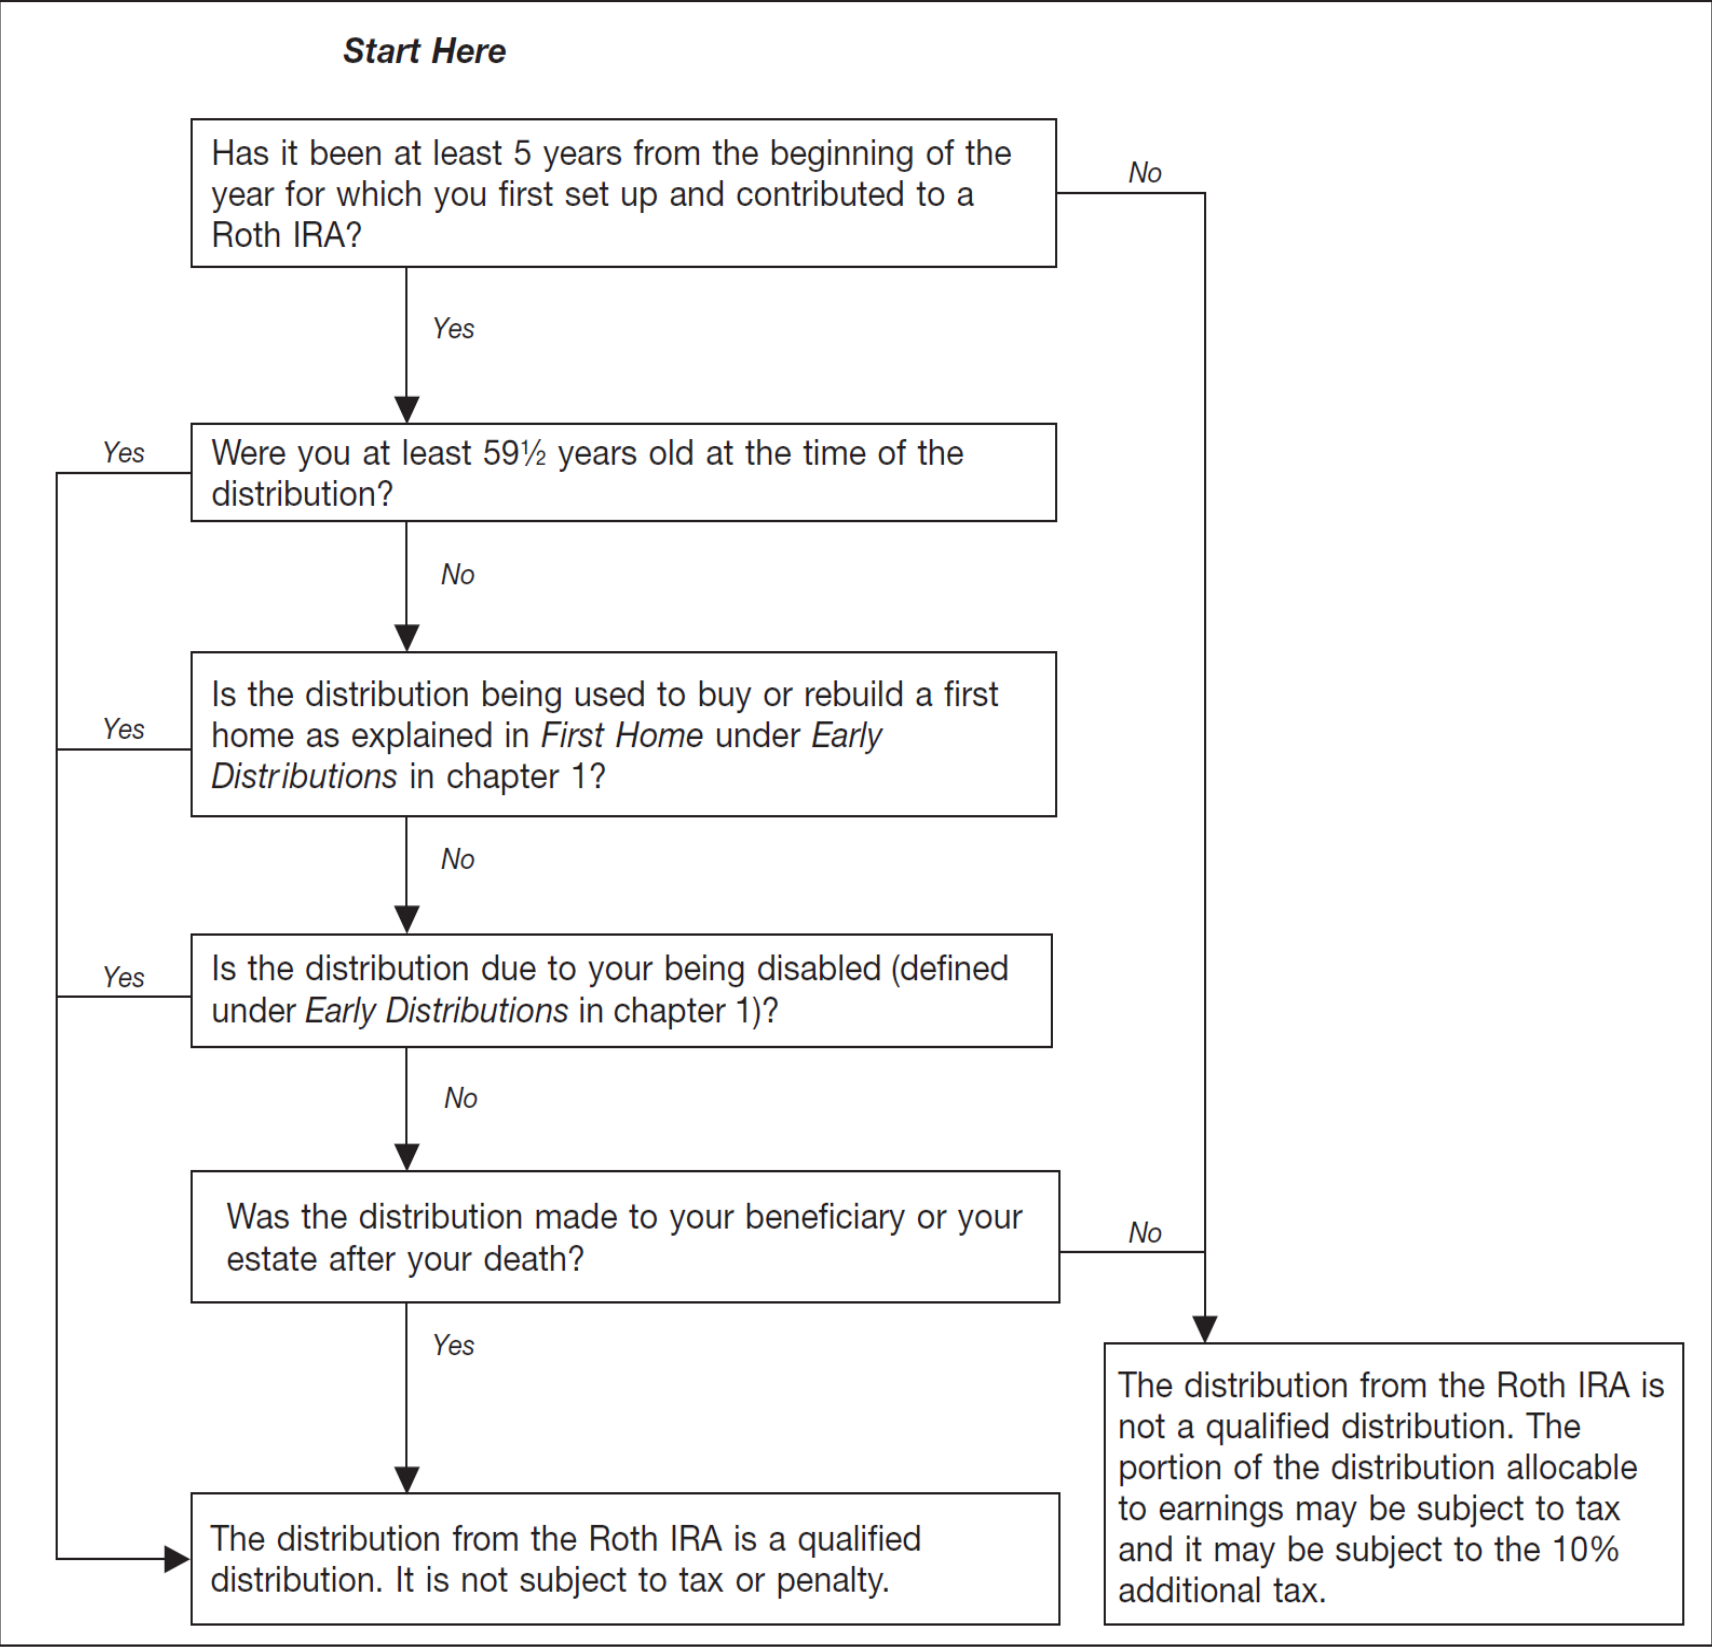 Start Here
Has it been at least 5 years from the beginning of the
year for which you first set up and contributed to a
Roth IRA?
No
Yes
Yes
Were you at least 59½ years old at the time of the
distribution?
No
Yes
Is the distribution being used to buy or rebuild a first
home as explained in First Home under Early
Distributions in chapter 1?
No
Yes
Is the distribution due to your being disabled (defined
under Early Distributions in chapter 1)?
No
Was the distribution made to your beneficiary or your
estate after your death?
No
Yes
The distribution from the Roth IRA is a qualified
distribution. It is not subject to tax or penalty.
The distribution from the Roth IRA is
not a qualified distribution. The
portion of the distribution allocable
to earnings may be subject to tax
and it may be subject to the 10%
additional tax.